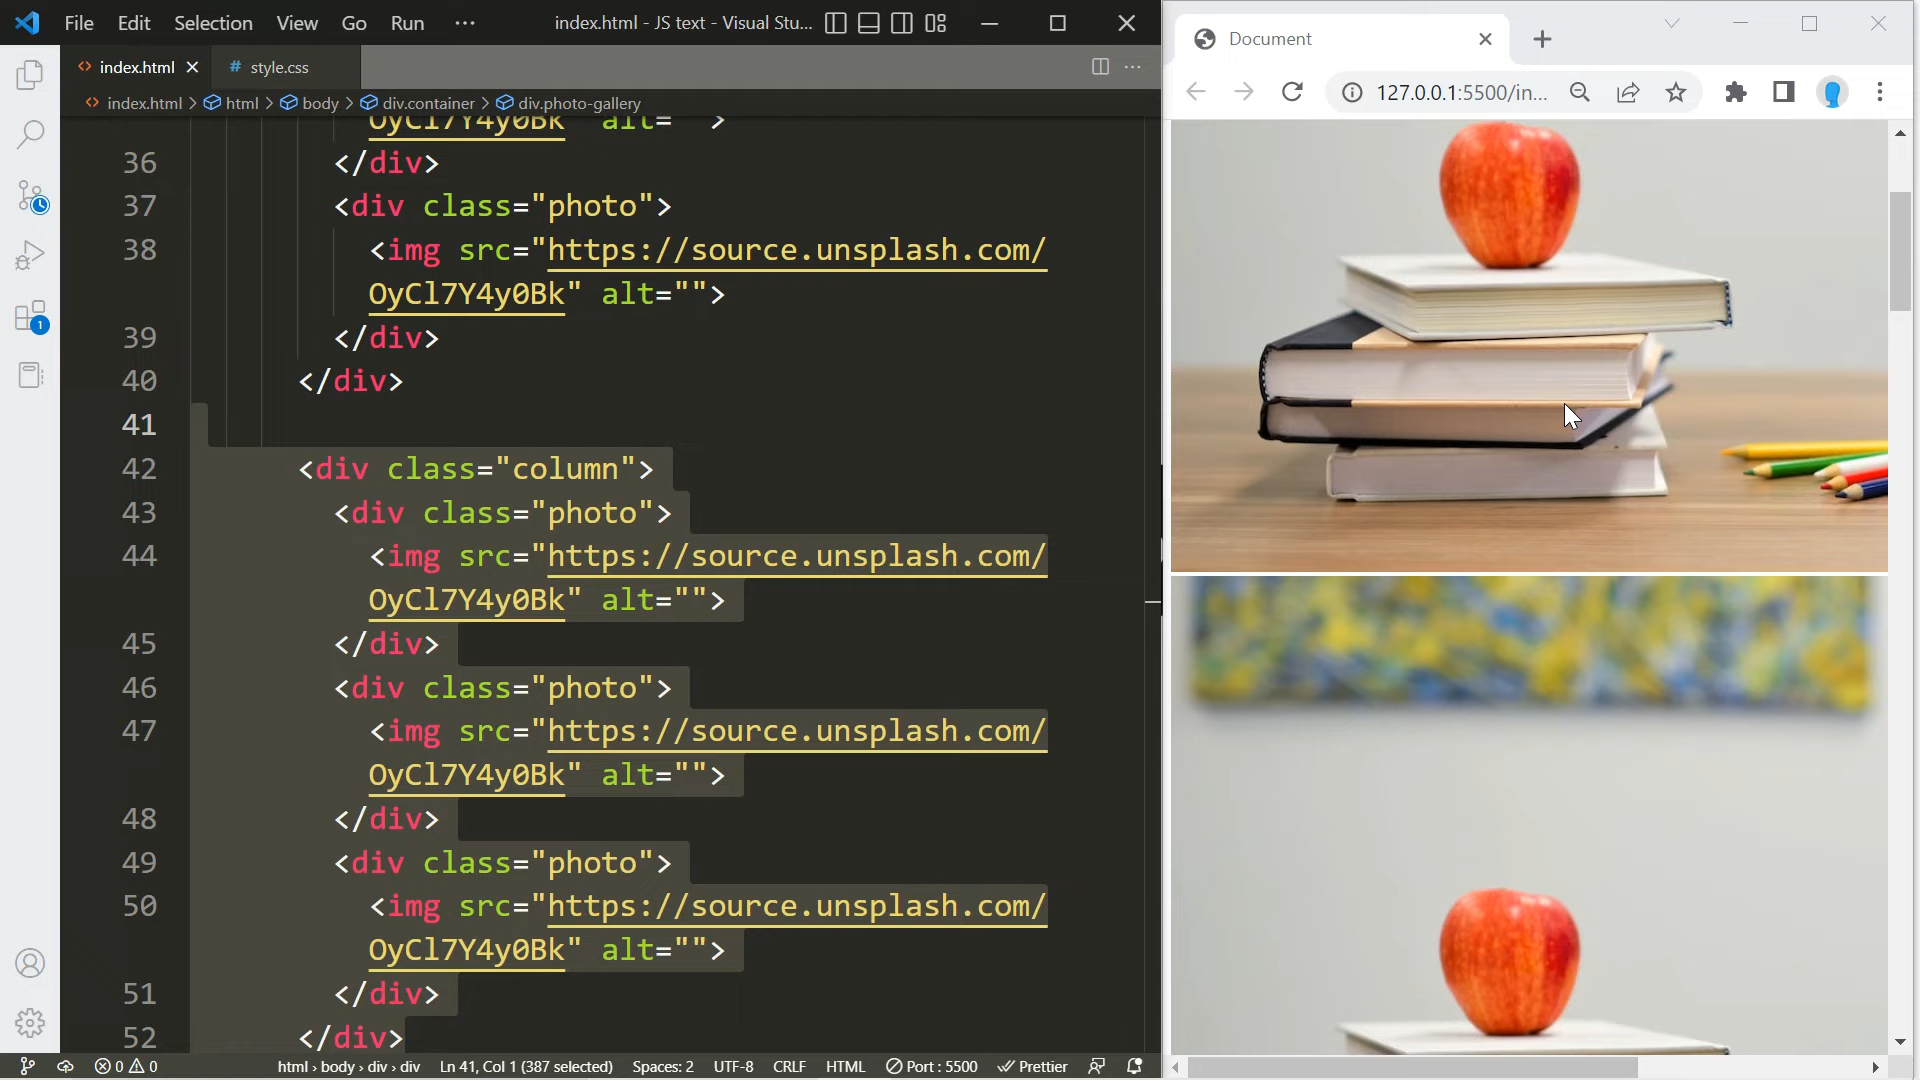 File Edit Selection View Go Run ··· index.html - JS text - Visual Stu...
Document
index.html
# style.css
127.0.0.1:5500/in...
index.html > html > body > div.container > div.photo-gallery
OyCl7Y4y0Bk" alt="">
36 </div>
37 <div class="photo">
38 <img src="https://source.unsplash.com/
OyCl7Y4y0Bk" alt="">
39 </div>
40 </div>
41
42 <div class="column">
43 <div class="photo">
44 <img src="https://source.unsplash.com/
OyCl7Y4y0Bk" alt="">
45 </div>
46 <div class="photo">
47 <img src="https://source.unsplash.com/
OyCl7Y4y0Bk" alt="">
48 </div>
49 <div class="photo">
50 <img src="https://source.unsplash.com/
OyCl7Y4y0Bk" alt="">
51 </div>
52 </div>
1
0 0 html › body › div › div Ln 41, Col 1 (387 selected) Spaces: 2 UTF-8 CRLF HTML Port : 5500 Prettier